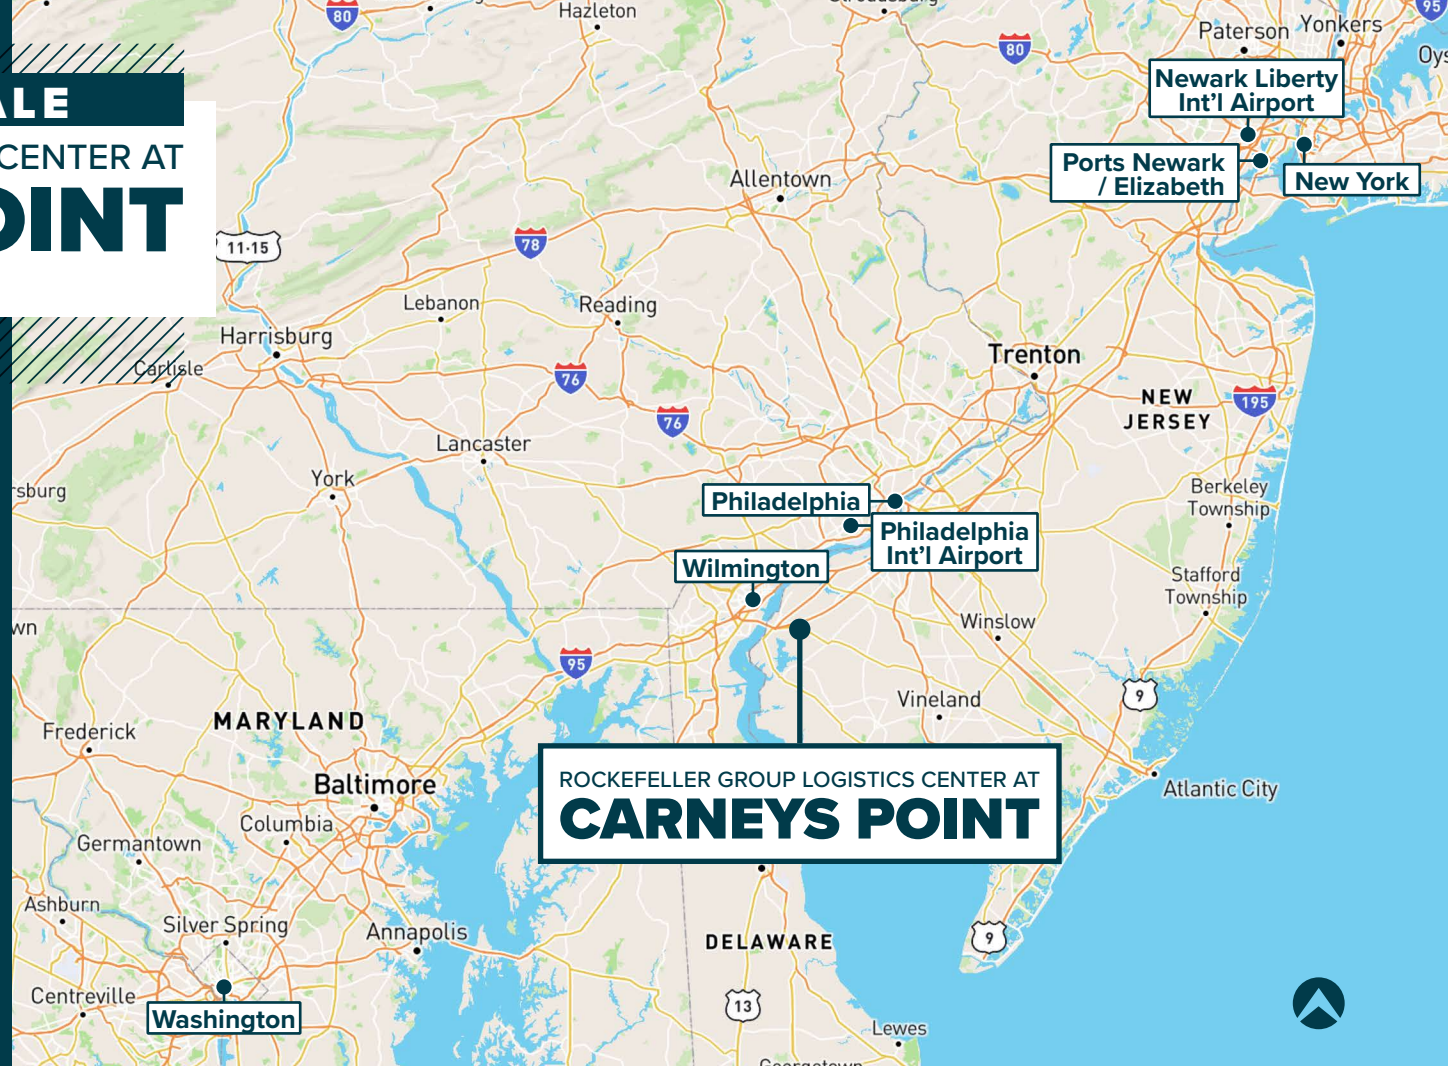 ALE
CENTER AT
OINT
80
Hazleton
80
95
Paterson
Yonkers
Newark Liberty
Int'l Airport
Ports Newark
/ Elizabeth
New York
Allentown
11·15
78
Lebanon
Reading
Harrisburg
Carlisle
76
Trenton
NEW
JERSEY
195
76
Lancaster
York
rsburg
Philadelphia
Philadelphia
Int'l Airport
Berkeley
Township
Wilmington
Stafford
Township
wn
Winslow
95
Vineland
9
MARYLAND
Frederick
Baltimore
ROCKEFELLER GROUP LOGISTICS CENTER AT
CARNEYS POINT
Atlantic City
Columbia
Germantown
Ashburn
Silver Spring
Annapolis
DELAWARE
9
Centreville
Washington
13
Lewes
Georgetown